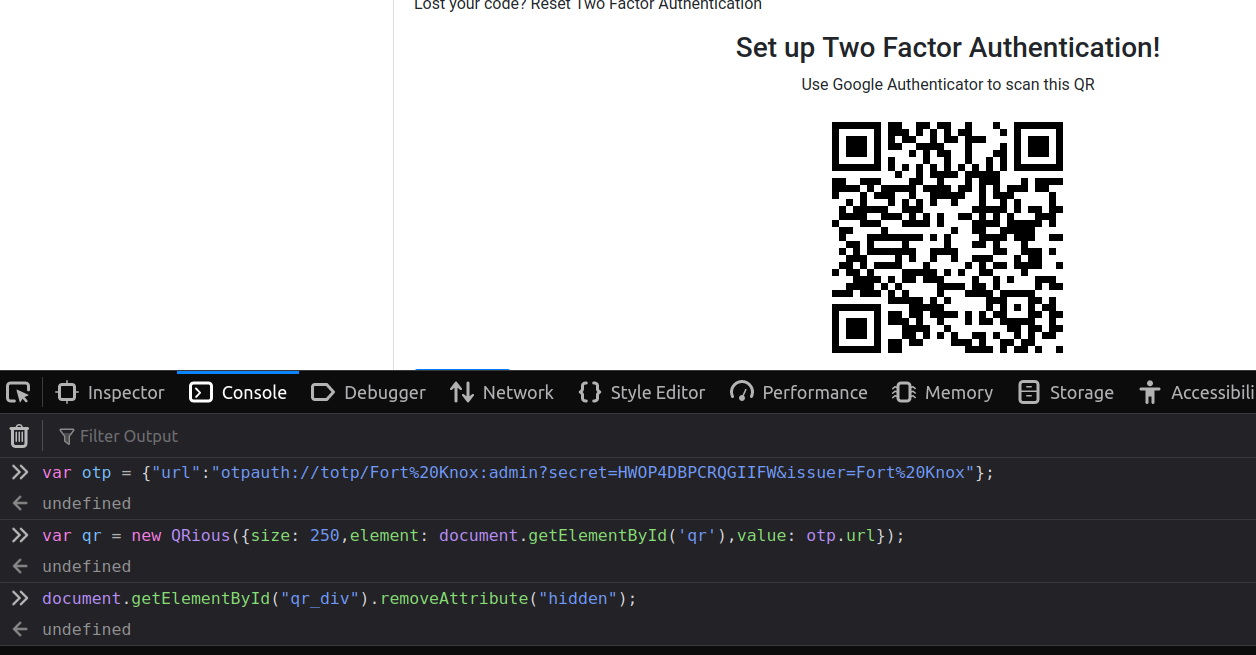 Lost your code? Reset Two Factor Authentication
Set up Two Factor Authentication!
Use Google Authenticator to scan this QR
Inspector Console Debugger Network Style Editor Performance Memory Storage Accessibili
Filter Output
var otp = {"url":"otpauth://totp/Fort%20Knox:admin?secret=HWOP4DBPCRQGIIFW&issuer=Fort%20Knox"};
undefined
var qr = new QRious({size: 250,element: document.getElementById('qr'),value: otp.url});
undefined
document.getElementById("qr_div").removeAttribute("hidden");
undefined